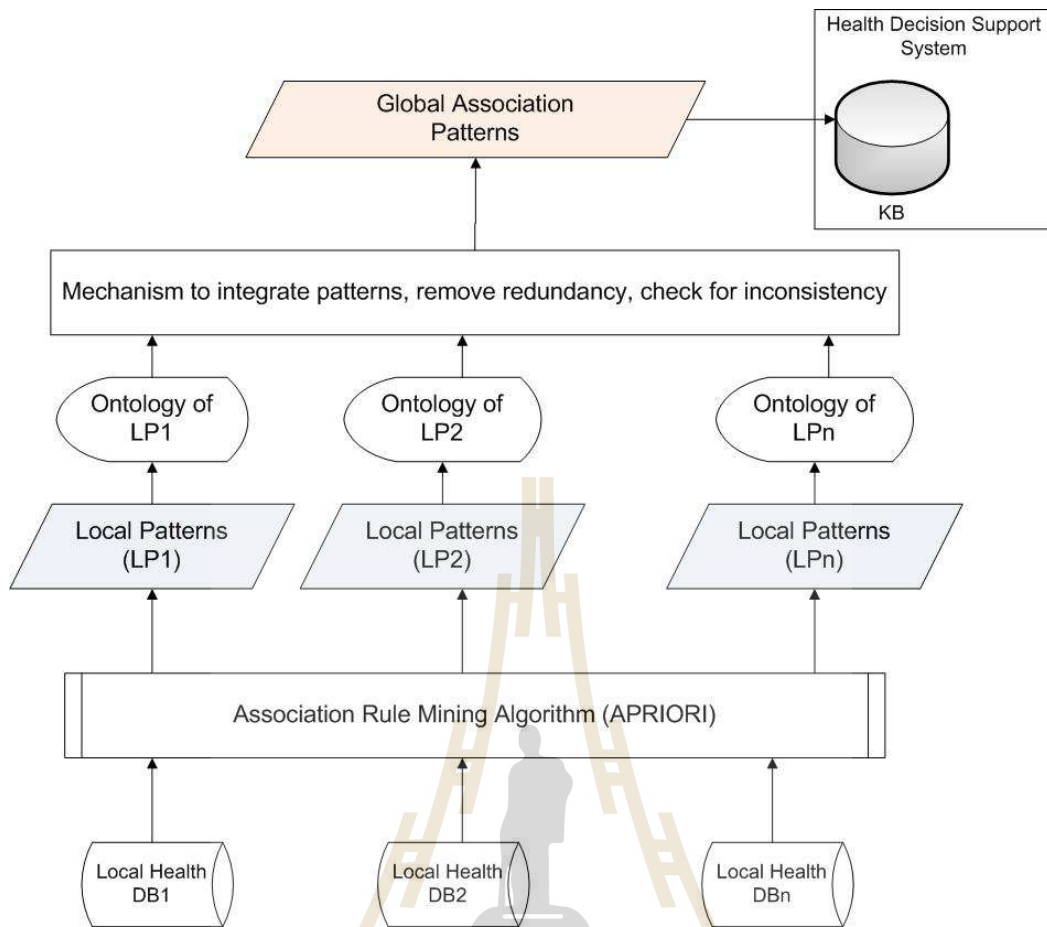 Health Decision Support
System
KB
Global Association
Patterns
Mechanism to integrate patterns, remove redundancy, check for inconsistency
Ontology of
LP1
Ontology of
LP2
Ontology of
LPn
Local Patterns
(LP1)
Local Patterns
(LP2)
Local Patterns
(LPn)
Association Rule Mining Algorithm (APRIORI)
Local Health
DB1
Local Health
DB2
Local Health
DBn